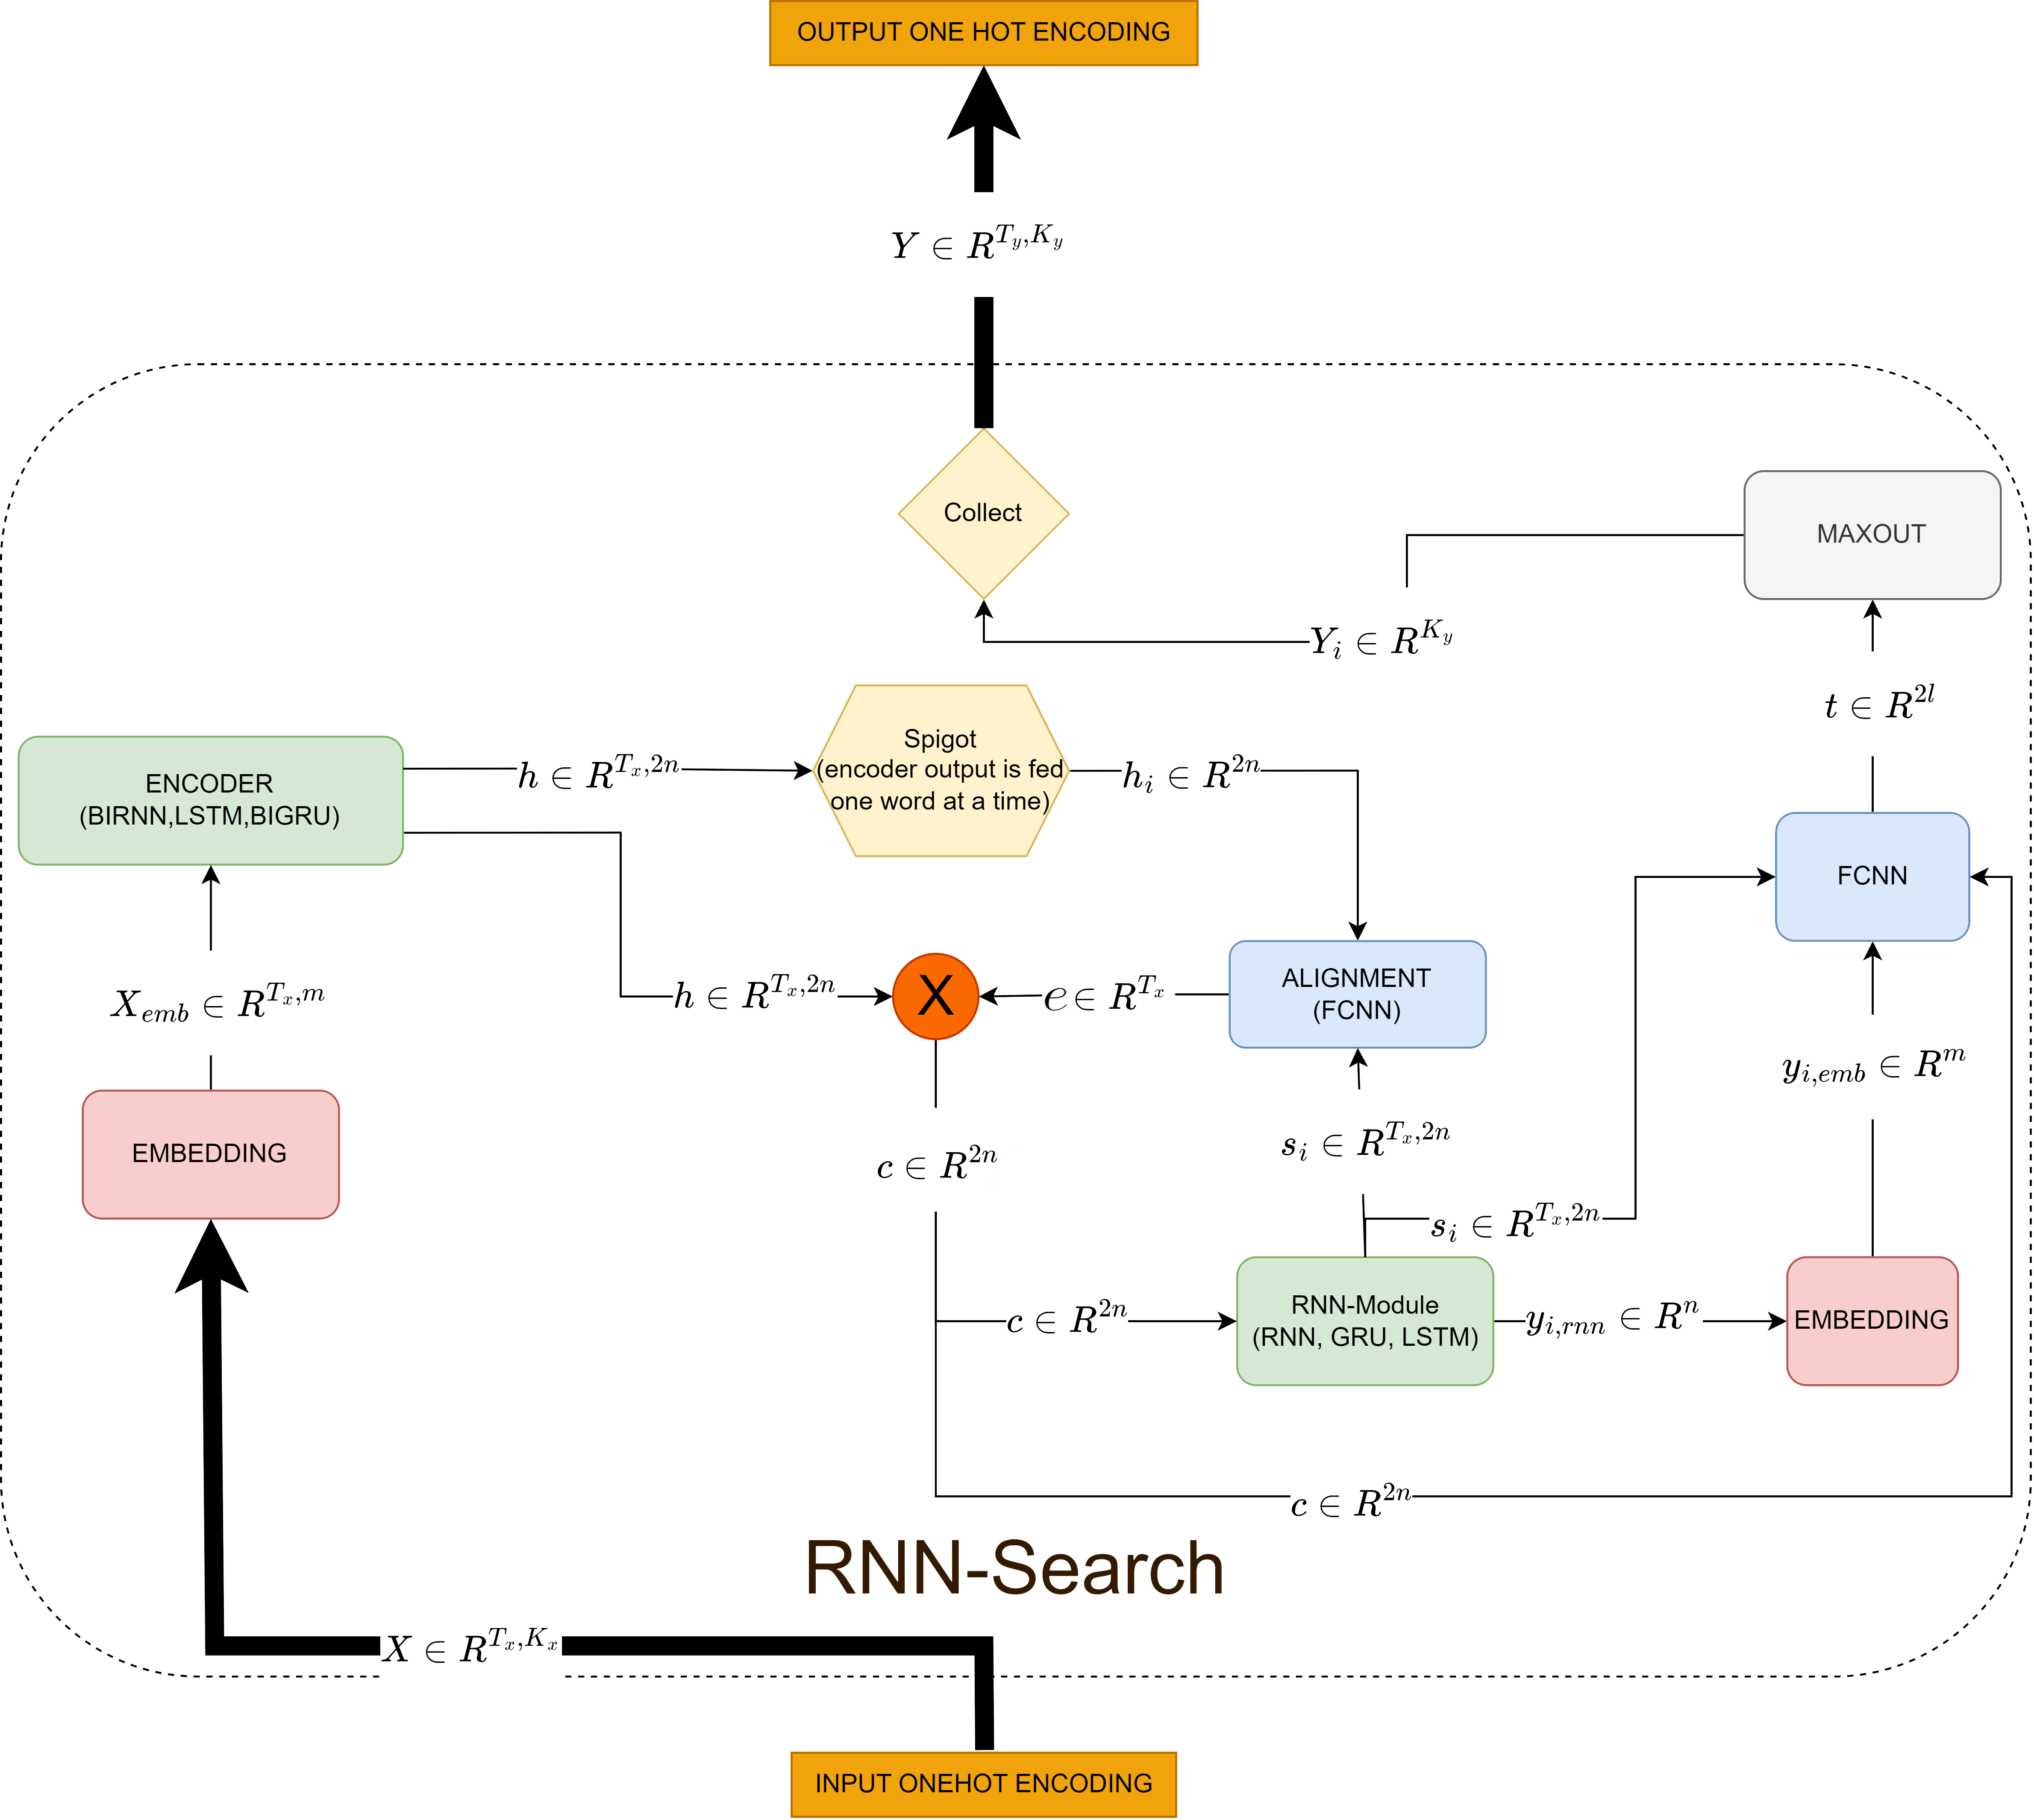 OUTPUT ONE HOT ENCODING
$Y \in R^{T_y,K_y}$
Collect
MAXOUT
$Y_i \in R^{K_y}$
$t \in R^{2l}$
Spigot
(encoder output is fed
one word at a time)
ENCODER
(BIRNN,LSTM,BIGRU)
$h \in R^{T_x,2n}$
$h_i \in R^{2n}$
FCNN
$X_{emb} \in R^{T_x,m}$
$h \in R^{T_x,2n}$
X
$e \in R^{T_x}$
ALIGNMENT
(FCNN)
$y_{i,emb} \in R^m$
EMBEDDING
$c \in R^{2n}$
$s_i \in R^{T_x,2n}$
$s_i \in R^{T_x,2n}$
$c \in R^{2n}$
RNN-Module
(RNN, GRU, LSTM)
$y_{i,rnn} \in R^n$
EMBEDDING
$c \in R^{2n}$
RNN-Search
$X \in R^{T_x,K_x}$
INPUT ONEHOT ENCODING